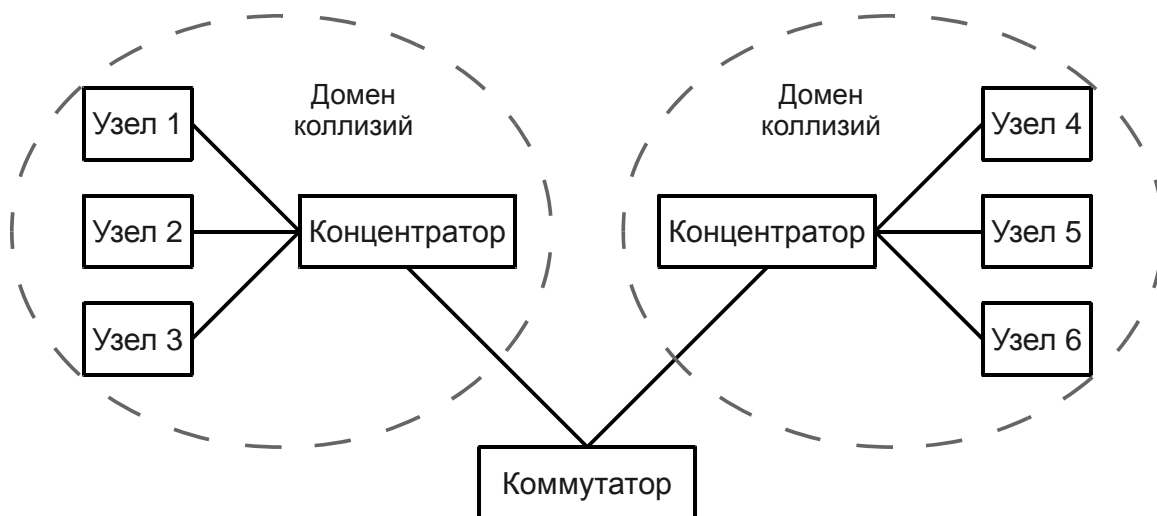 Домен
коллизий
Домен
коллизий
Узел 1
Узел 4
Узел 2
Концентратор
Концентратор
Узел 5
Узел 3
Узел 6
Коммутатор